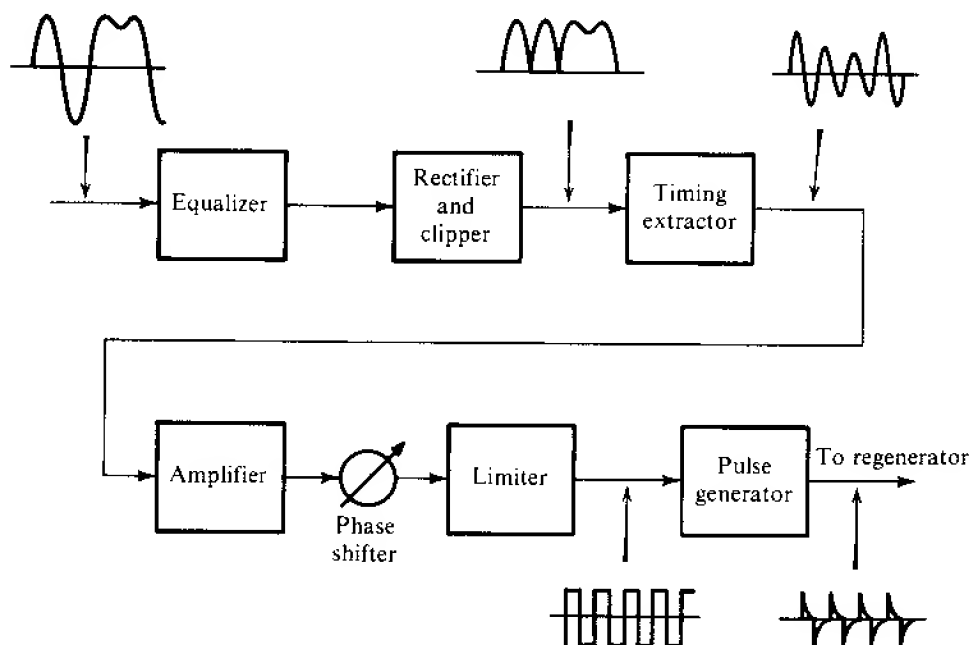 Equalizer
Rectifier
and
clipper
Timing
extractor
Amplifier
Phase
shifter
Limiter
Pulse
generator
To regenerator